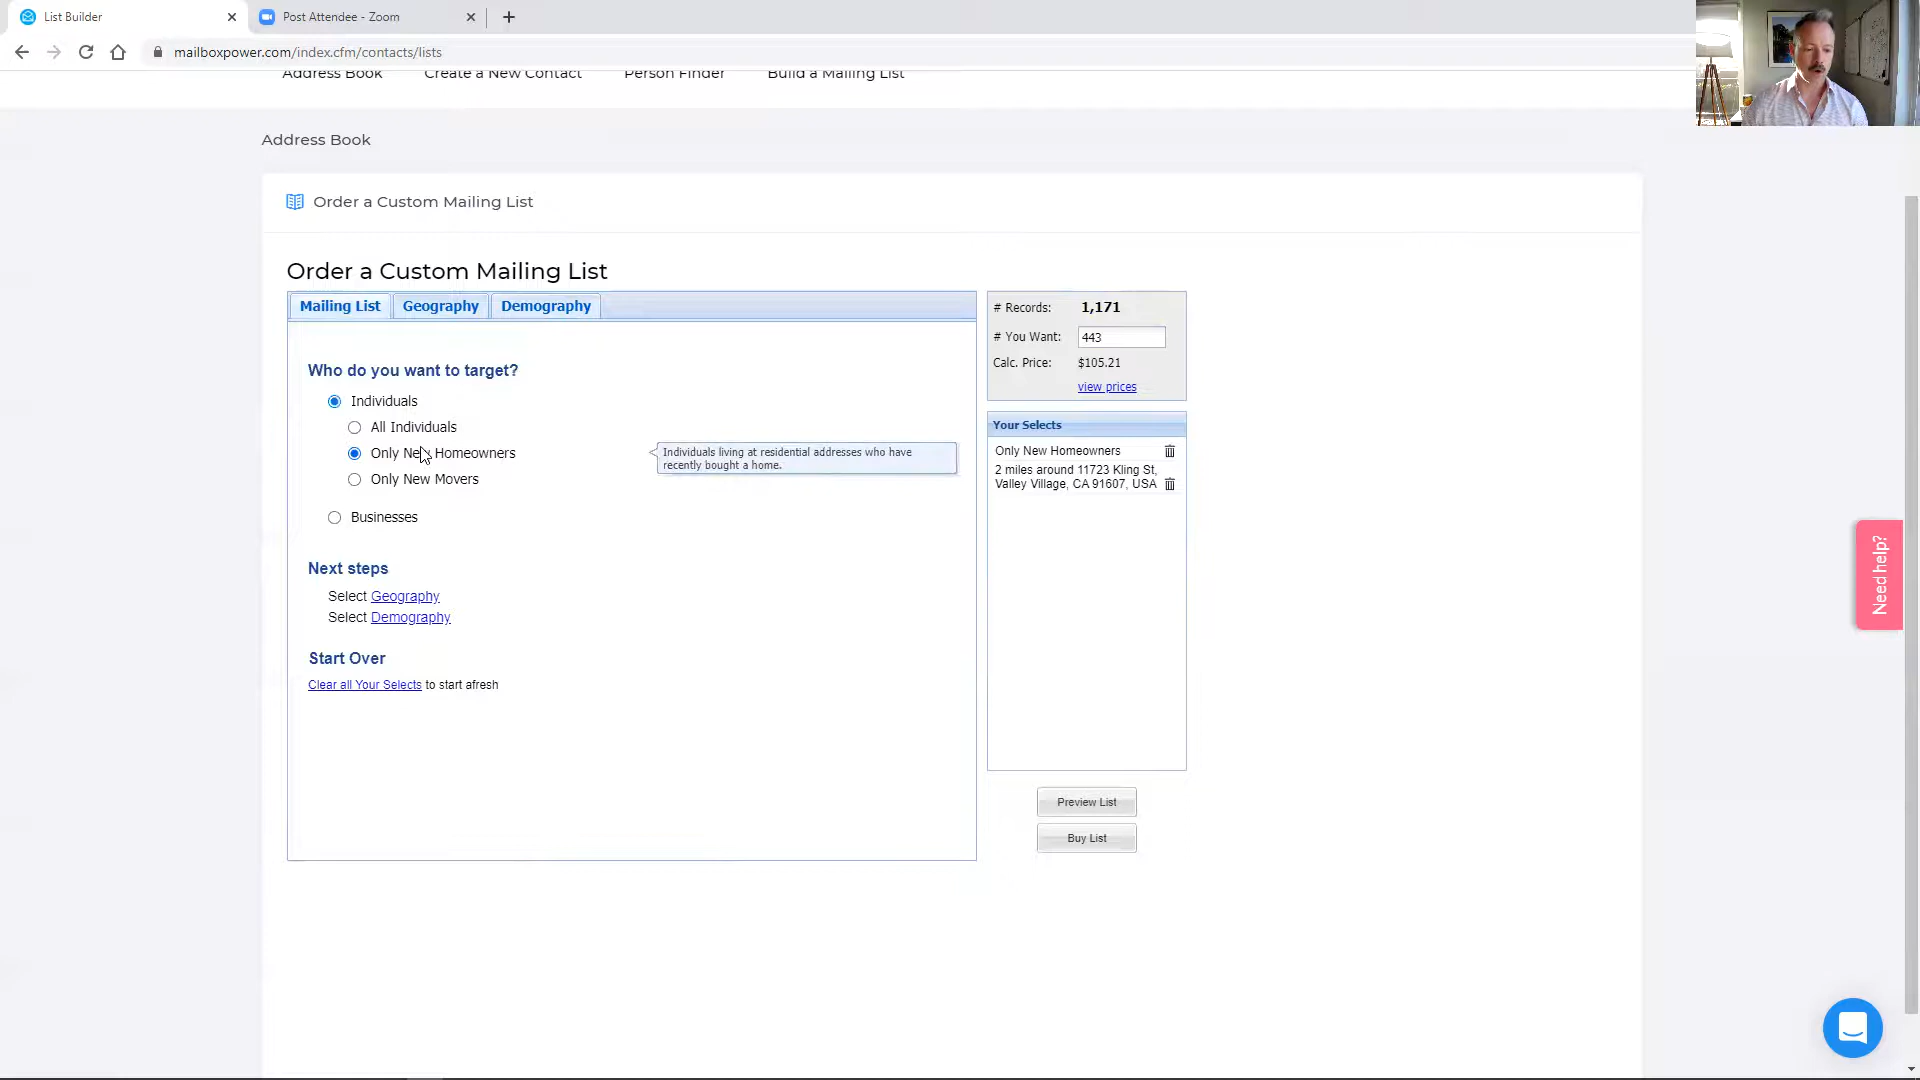 List Builder
Post Attendee - Zoom
mailboxpower.com/index.cfm/contacts/lists
Address Book Create a New Contact Person Finder Build a Mailing List
Address Book
Order a Custom Mailing List
Order a Custom Mailing List
Mailing List Geography Demography
Who do you want to target?
Individuals
All Individuals
Only New Homeowners
Only New Movers
Businesses
Individuals living at residential addresses who have
recently bought a home.
Next steps
Select Geography
Select Demography
Start Over
Clear all Your Selects to start afresh
# Records: 1,171
# You Want: 443
Calc. Price: $105.21
view prices
Your Selects
Only New Homeowners
2 miles around 11723 Kling St,
Valley Village, CA 91607, USA
Preview List
Buy List
Need help?